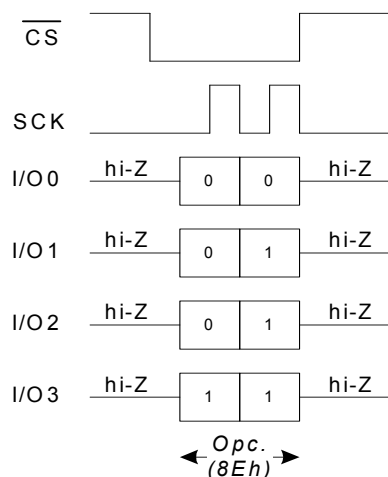 CS
SCK
hi-Z hi-Z
I/O0 0 0
hi-Z hi-Z
I/O1 0 1
hi-Z hi-Z
I/O2 0 1
hi-Z hi-Z
I/O3 1 1
Opc.
(8Eh)